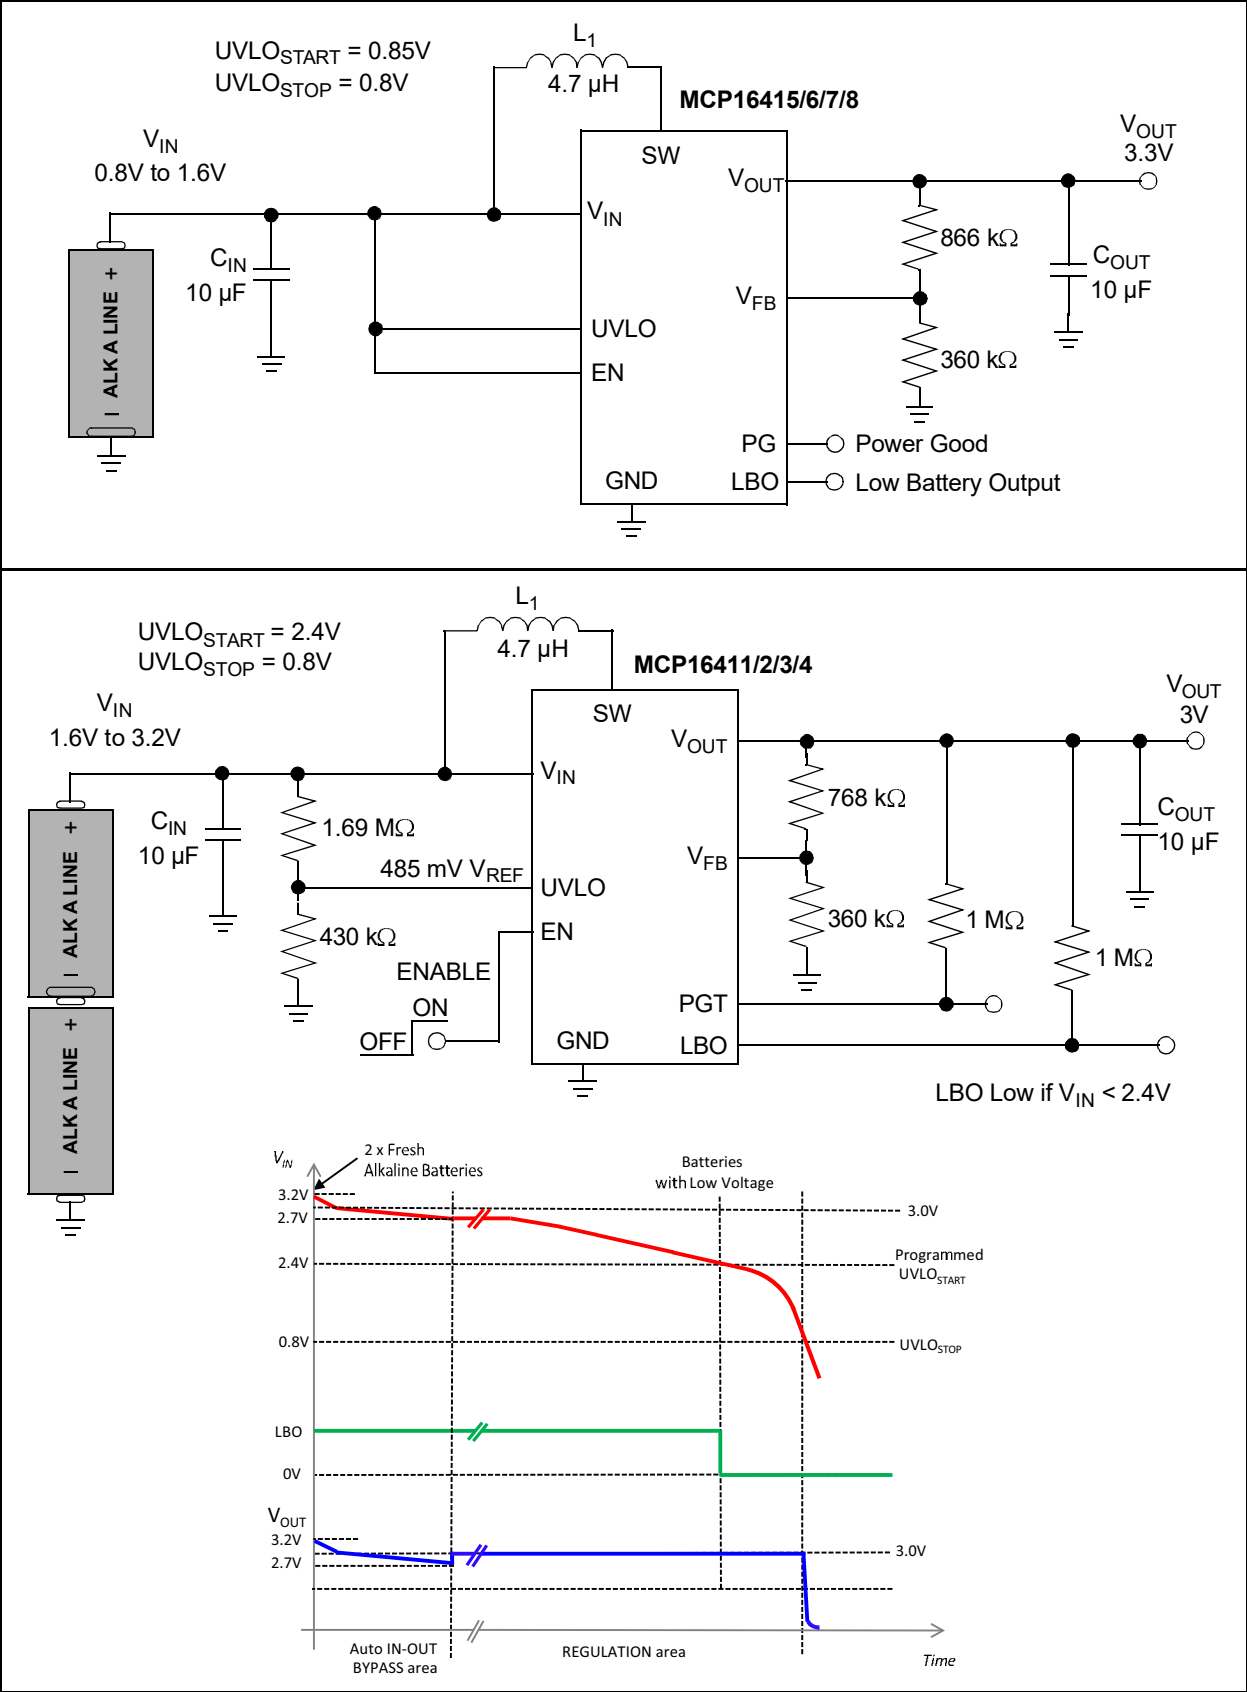 L1
4.7 µH
UVLOSTART = 0.85V
UVLOSTOP = 0.8V
MCP16415/6/7/8
VIN
0.8V to 1.6V
VOUT
3.3V
SW
VOUT
VIN
866 kΩ
CIN
10 µF
COUT
10 µF
VFB
ALKALINE
+
–
UVLO
360 kΩ
EN
PG
Power Good
GND
LBO
Low Battery Output
L1
4.7 µH
UVLOSTART = 2.4V
UVLOSTOP = 0.8V
MCP16411/2/3/4
VIN
1.6V to 3.2V
VOUT
3V
SW
VOUT
VIN
768 kΩ
CIN
10 µF
1.69 MΩ
COUT
10 µF
VFB
485 mV VREF
UVLO
ALKALINE
+
–
430 kΩ
EN
360 kΩ
1 MΩ
1 MΩ
ENABLE
ON
OFF
PGT
GND
LBO
ALKALINE
+
–
LBO Low if VIN < 2.4V
VIN
2 x Fresh
Alkaline Batteries
Batteries
with Low Voltage
3.2V
3.0V
2.7V
2.4V
Programmed
UVLOSTART
0.8V
UVLOSTOP
LBO
0V
VOUT
3.2V
3.0V
2.7V
Auto IN-OUT
BYPASS area
REGULATION area
Time